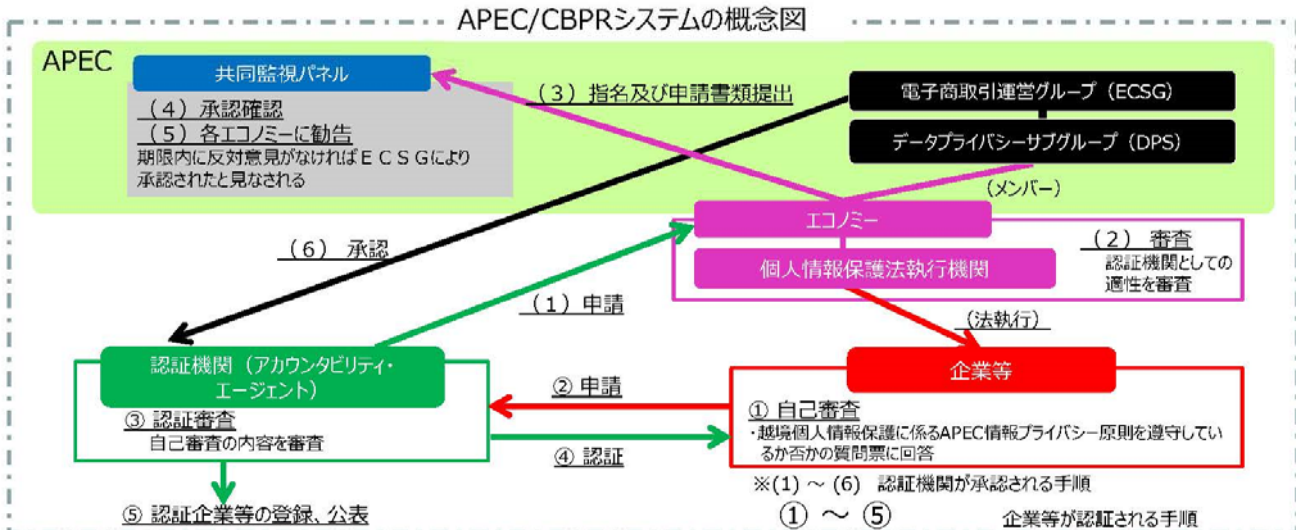 APEC/CBPRシステムの概念図
APEC
共同監視パネル
（４）承認確認
（５）各エコノミーに勧告
期限内に反対意見がなければＥＣＳＧにより
承認されたと見なされる
（３）指名及び申請書類提出
電子商取引運営グループ（ECSG）
データプライバシーサブグループ（DPS）
（メンバー）
エコノミー
個人情報保護法執行機関
（２）審査
認証機関としての
適性を審査
（６）承認
（１）申請
（法執行）
認証機関（アカウンタビリティ・
エージェント）
③ 認証審査
自己審査の内容を審査
② 申請
④ 認証
企業等
① 自己審査
・越境個人情報保護に係るAPEC情報プライバシー原則を遵守してい
るか否かの質問票に回答
⑤ 認証企業等の登録、公表
※(1) ～ (6) 認証機関が承認される手順
① ～ ⑤ 企業等が認証される手順